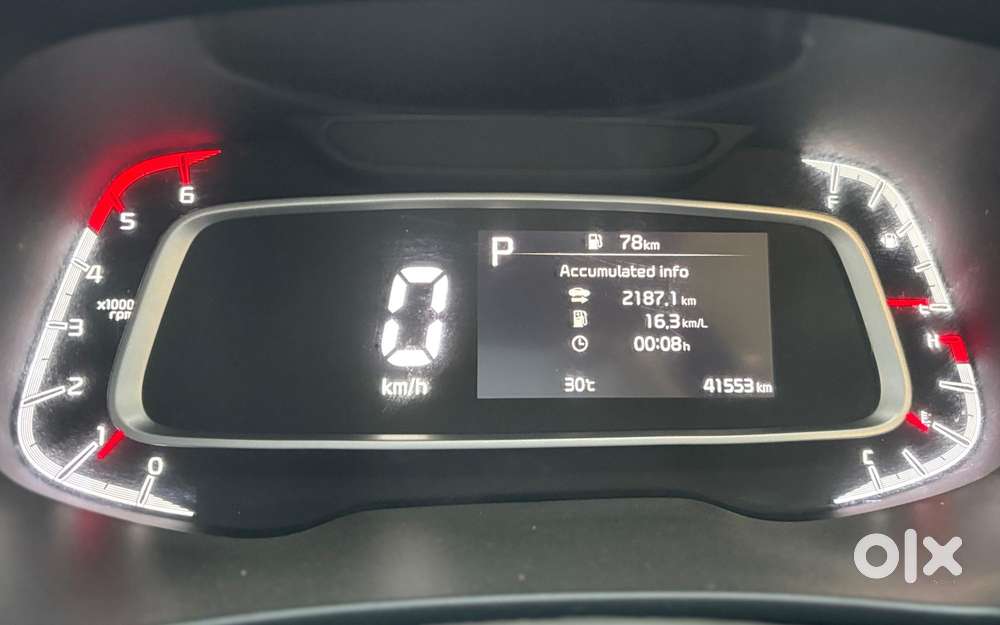 6
5
4
x1000
rpm
3
2
1
0
0
km/h
P
78km
Accumulated info
2187.1 km
16.3 km/L
00:08 h
30℃
41553 km
F
E
H
C
olx